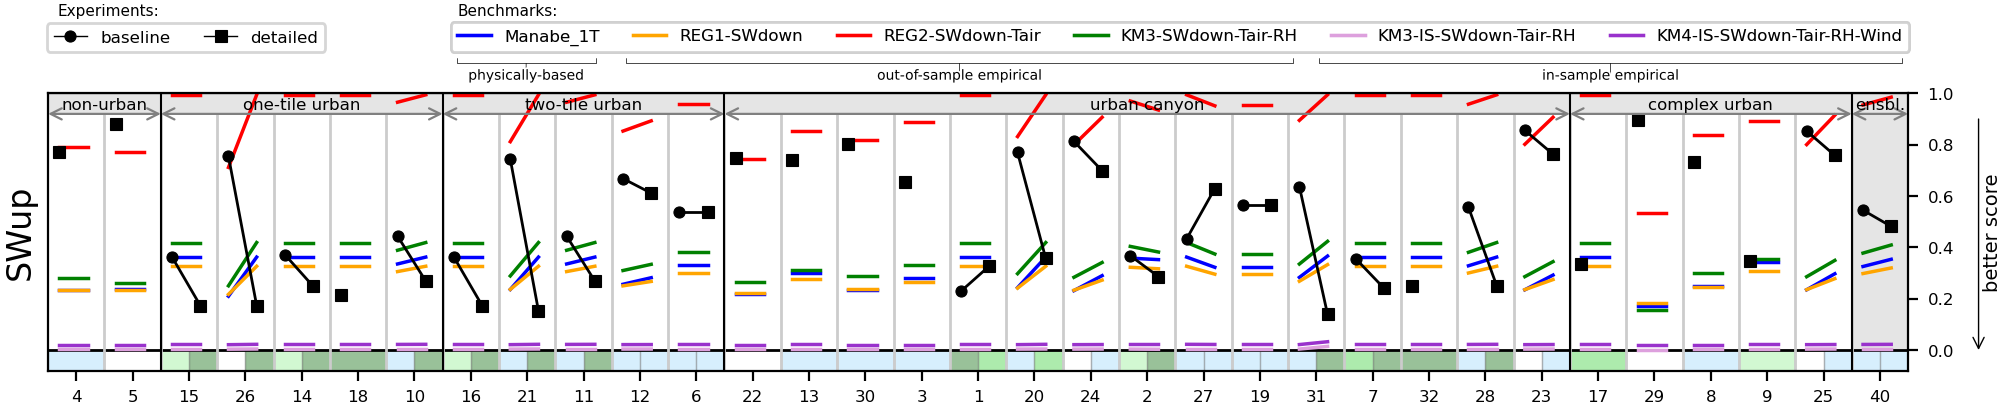 Experiments:
baseline detailed
Benchmarks:
Manabe_1T REG1-SWdown REG2-SWdown-Tair KM3-SWdown-Tair-RH KM3-IS-SWdown-Tair-RH KM4-IS-SWdown-Tair-RH-Wind
physically-based out-of-sample empirical in-sample empirical
non-urban one-tile urban two-tile urban urban canyon complex urban ensbl.
SWup
1.0
0.8
0.6
0.4
0.2
0.0
better score
4 5 15 26 14 18 10 16 21 11 12 6 22 13 30 3 1 20 24 2 27 19 31 7 32 28 23 17 29 8 9 25 40